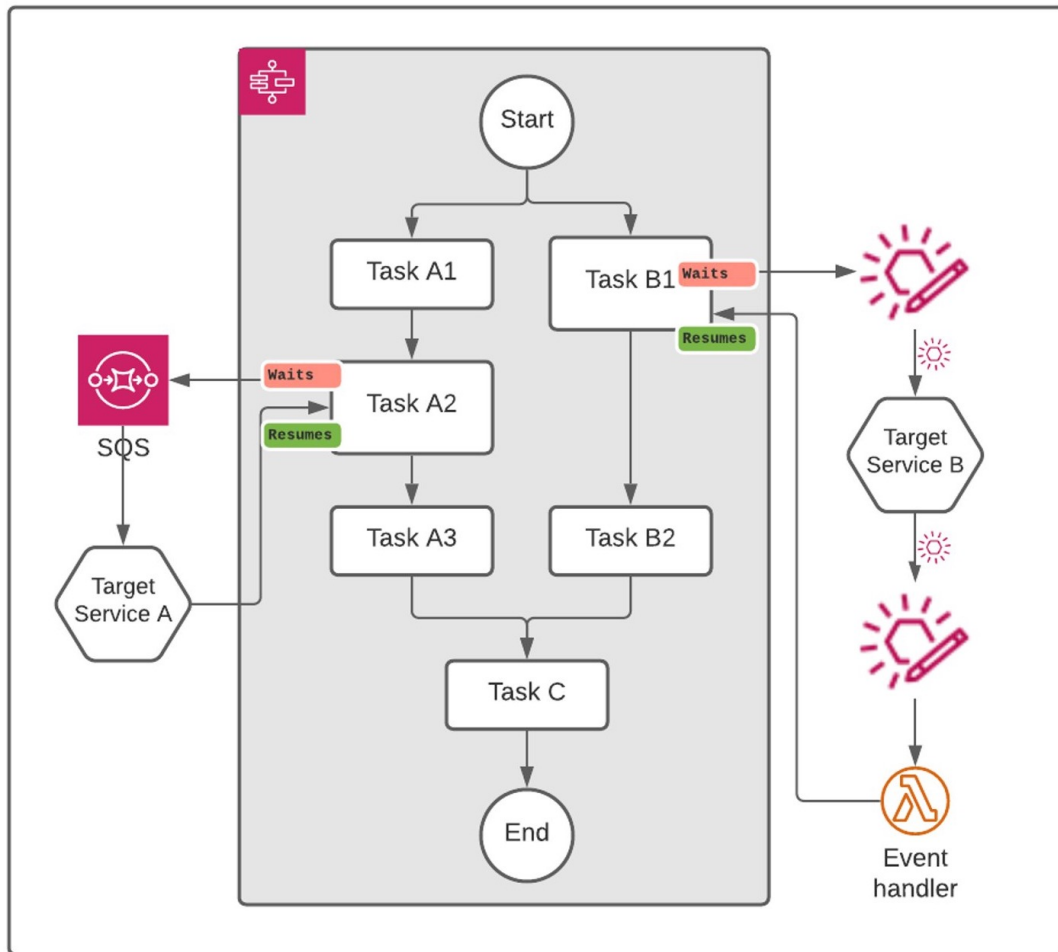 Start
Task A1
Task B1
Waits
Resumes
Waits
Task A2
Resumes
SQS
Target
Service B
Task A3
Task B2
Target
Service A
Task C
End
Event
handler